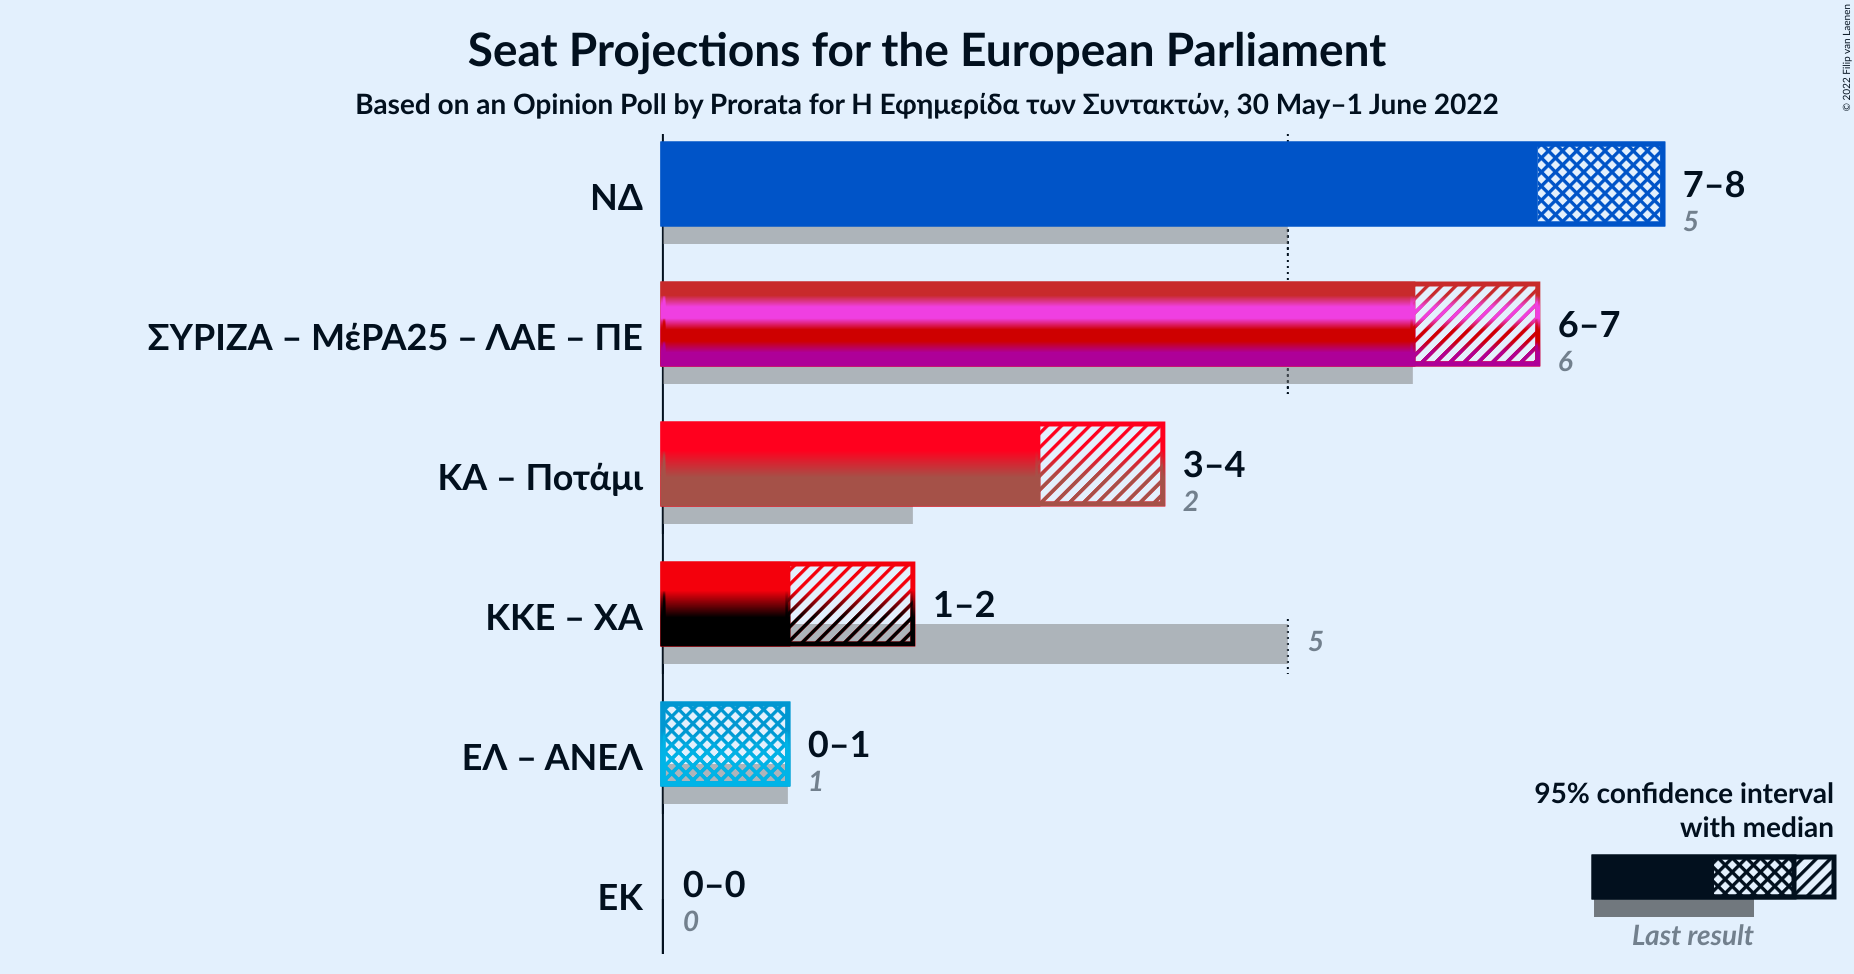 Seat Projections for the European Parliament
Based on an Opinion Poll by Prorata for Η Εφημερίδα των Συντακτών, 30 May–1 June 2022
© 2022 Filip van Laenen
ΝΔ
7–8
5
ΣΥΡΙΖΑ – ΜέΡΑ25 – ΛΑΕ – ΠΕ
6–7
6
ΚΑ – Ποτάμι
3–4
2
ΚΚΕ – ΧΑ
1–2
5
ΕΛ – ΑΝΕΛ
0–1
1
ΕΚ
0–0
0
95% confidence interval
with median
Last result